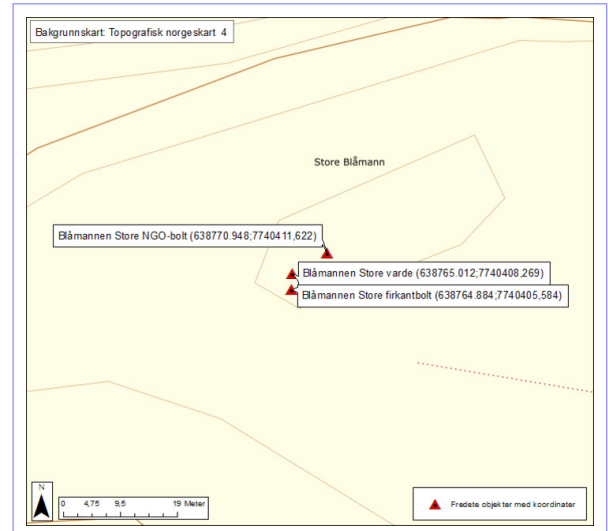 Bakgrunnskart: Topografisk norgeskart 4
Store Blåmann
Blåmannen Store NGO-bolt (638770.948;7740411,622)
Blåmannen Store varde (638765.012;7740408,269)
Blåmannen Store firkantbolt (638764.884;7740405,584)
N
0 4,75 9,5 19 Meter
Fredete objekter med koordinater